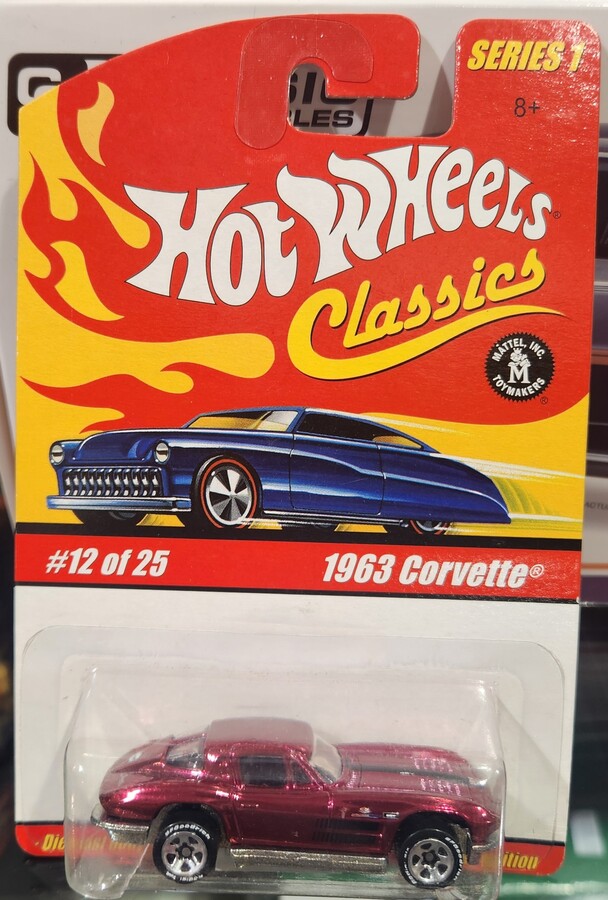 SERIES 1
8+
HOT WHEELS®
Classics
MATTEL, INC.
M
TOYMAKERS
®
#12 of 25
1963 Corvette®